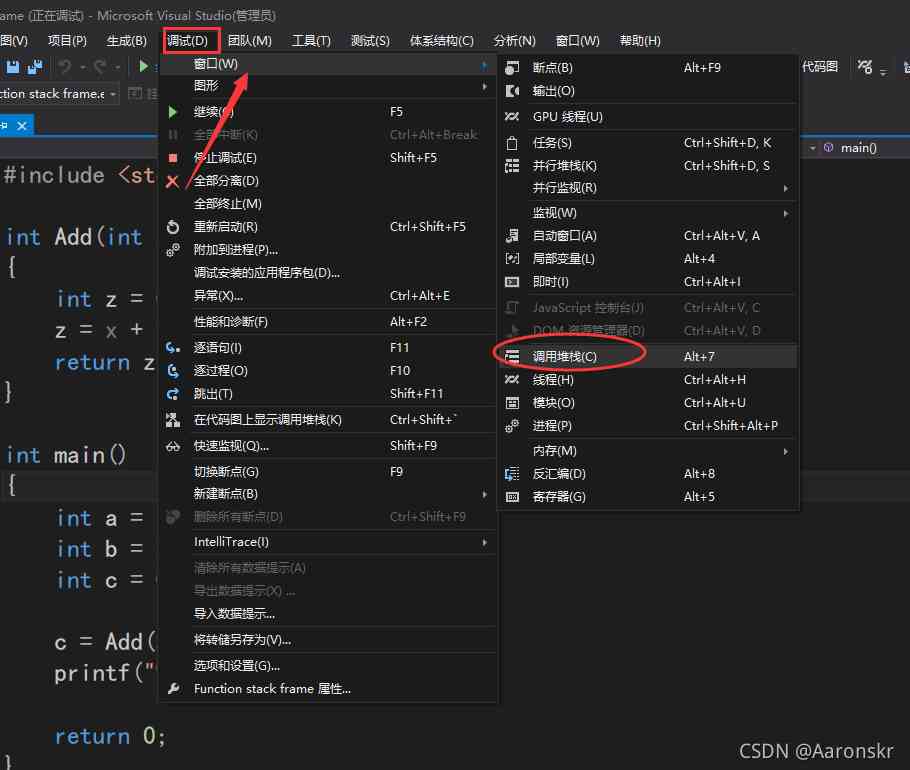 ame (正在调试) - Microsoft Visual Studio(管理员)
图(V) 项目(P) 生成(B) 调试(D) 团队(M) 工具(T) 测试(S) 体系结构(C) 分析(N) 窗口(W) 帮助(H)
代码图
ction stack frame.e
main()
#include <st
int Add(int
{
int z =
z = x +
return z
}
int main()
{
int a =
int b =
int c =
c = Add(
printf("
return 0;
}
窗口(W)
图形
继续(C) F5
全部中断(K) Ctrl+Alt+Break
停止调试(E) Shift+F5
全部分离(D)
全部终止(M)
重新启动(R) Ctrl+Shift+F5
附加到进程(P)...
调试安装的应用程序包(D)...
异常(X)... Ctrl+Alt+E
性能和诊断(F) Alt+F2
逐语句(I) F11
逐过程(O) F10
跳出(T) Shift+F11
在代码图上显示调用堆栈(K) Ctrl+Shift+`
快速监视(Q)... Shift+F9
切换断点(G) F9
新建断点(B)
删除所有断点(D) Ctrl+Shift+F9
IntelliTrace(I)
清除所有数据提示(A)
导出数据提示(X) ...
导入数据提示...
将转储另存为(V)...
选项和设置(G)...
Function stack frame 属性...
断点(B) Alt+F9
输出(O)
GPU 线程(U)
任务(S) Ctrl+Shift+D, K
并行堆栈(K) Ctrl+Shift+D, S
并行监视(R)
监视(W)
自动窗口(A) Ctrl+Alt+V, A
局部变量(L) Alt+4
即时(I) Ctrl+Alt+I
JavaScript 控制台(J) Ctrl+Alt+V, C
DOM 资源管理器(D) Ctrl+Alt+V, D
调用堆栈(C) Alt+7
线程(H) Ctrl+Alt+H
模块(O) Ctrl+Alt+U
进程(P) Ctrl+Shift+Alt+P
内存(M)
反汇编(D) Alt+8
寄存器(G) Alt+5
CSDN @Aaronskr